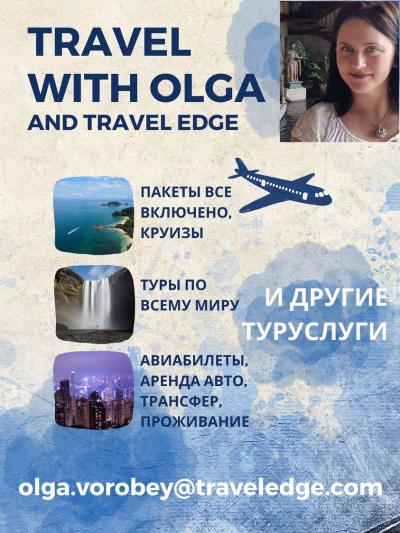 TRAVEL
WITH OLGA
AND TRAVEL EDGE
ПАКЕТЫ ВСЕ
ВКЛЮЧЕНО,
КРУИЗЫ
ТУРЫ ПО
ВСЕМУ МИРУ
И ДРУГИЕ
ТУРУСЛУГИ
АВИАБИЛЕТЫ,
АРЕНДА АВТО,
ТРАНСФЕР,
ПРОЖИВАНИЕ
olga.vorobey@traveledge.com